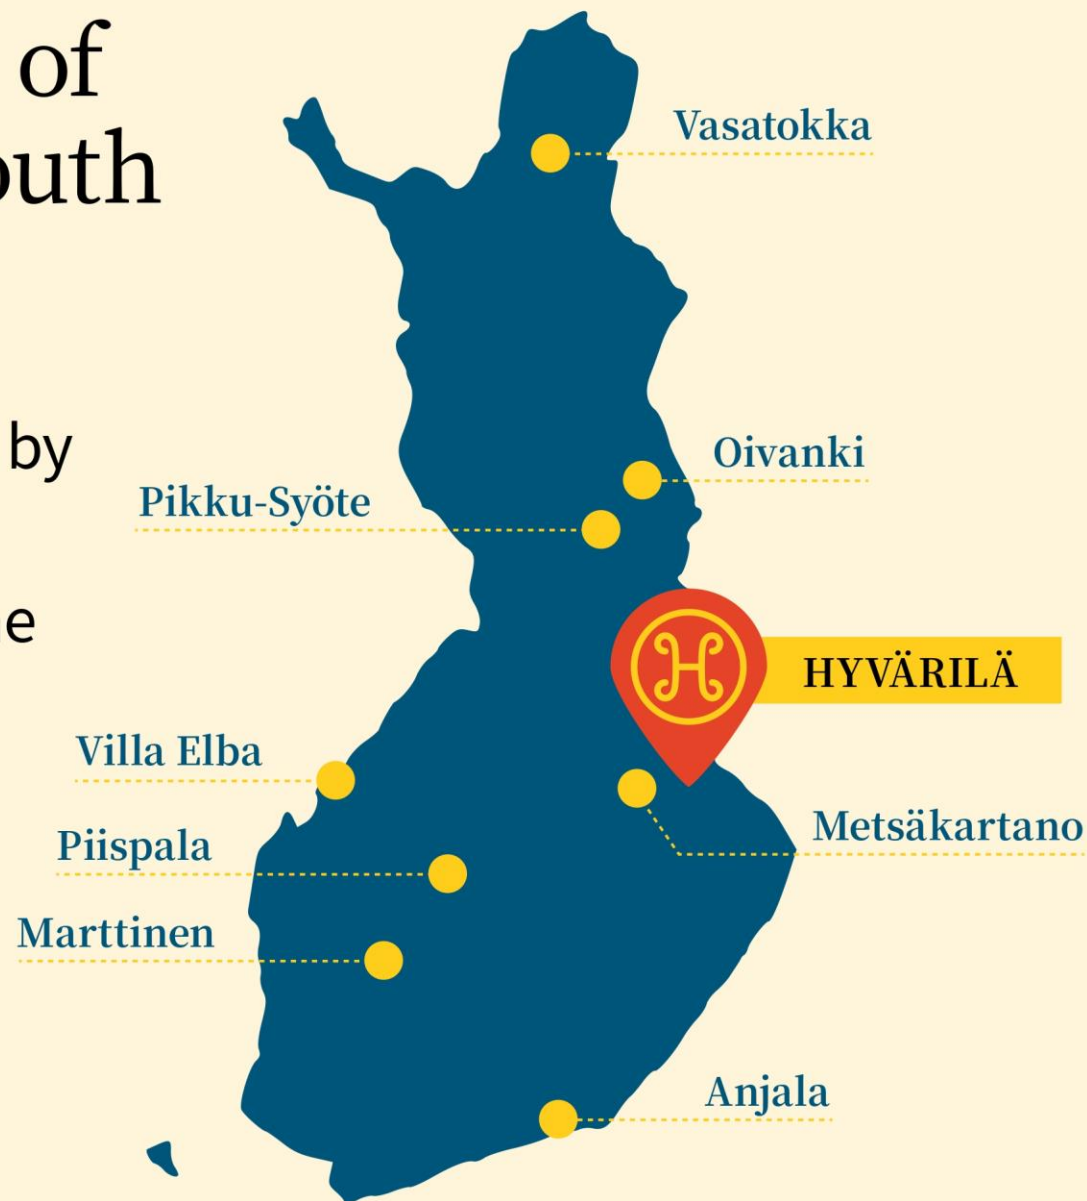 of
outh
Vasatokka
by
Oivanki
Pikku-Syöte
e
H
HYVÄRILÄ
Villa Elba
Metsäkartano
Piispala
Marttinen
Anjala